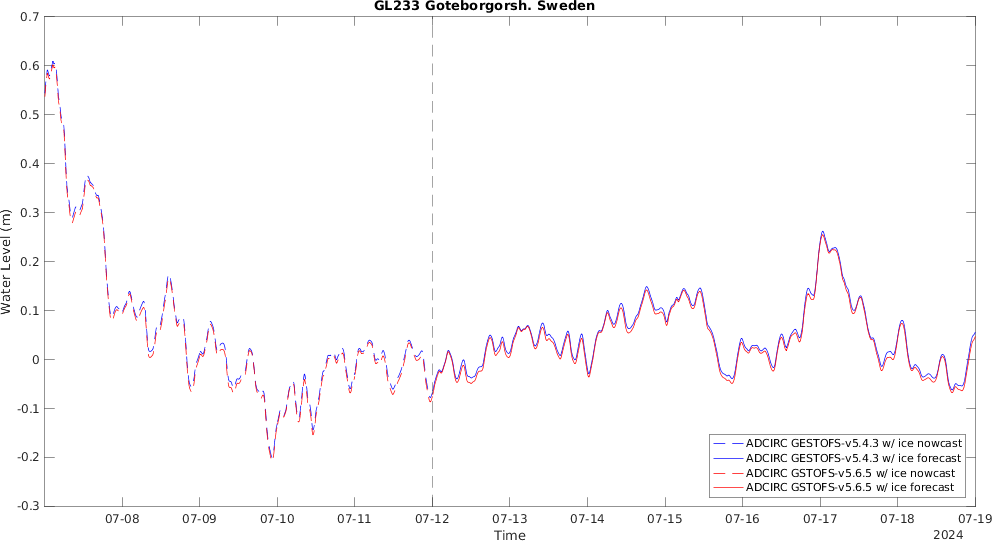 GL233 Goteborgorsh. Sweden
0.7
0.6
0.5
0.4
0.3
0.2
0.1
0
-0.1
-0.2
-0.3
Water Level (m)
ADCIRC GESTOFS-v5.4.3 w/ ice nowcast
ADCIRC GESTOFS-v5.4.3 w/ ice forecast
ADCIRC GSTOFS-v5.6.5 w/ ice nowcast
ADCIRC GSTOFS-v5.6.5 w/ ice forecast
07-08 07-09 07-10 07-11 07-12 07-13 07-14 07-15 07-16 07-17 07-18 07-19
Time
2024